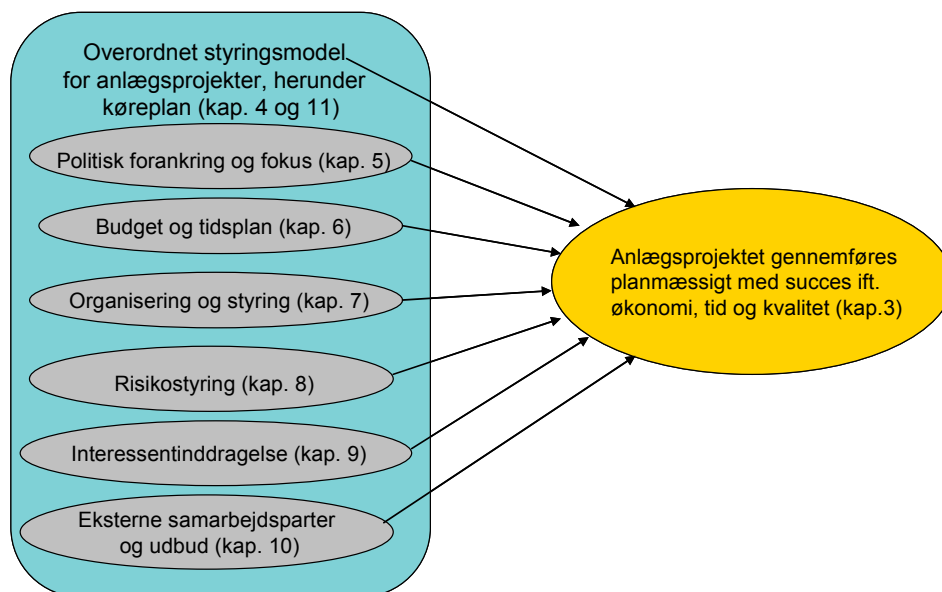 Overordnet styringsmodel
for anlægsprojekter, herunder
køreplan (kap. 4 og 11)
Politisk forankring og fokus (kap. 5)
Budget og tidsplan (kap. 6)
Organisering og styring (kap. 7)
Risikostyring (kap. 8)
Interessentinddragelse (kap. 9)
Eksterne samarbejdsparter
og udbud (kap. 10)
Anlægsprojektet gennemføres
planmæssigt med succes ift.
økonomi, tid og kvalitet (kap.3)